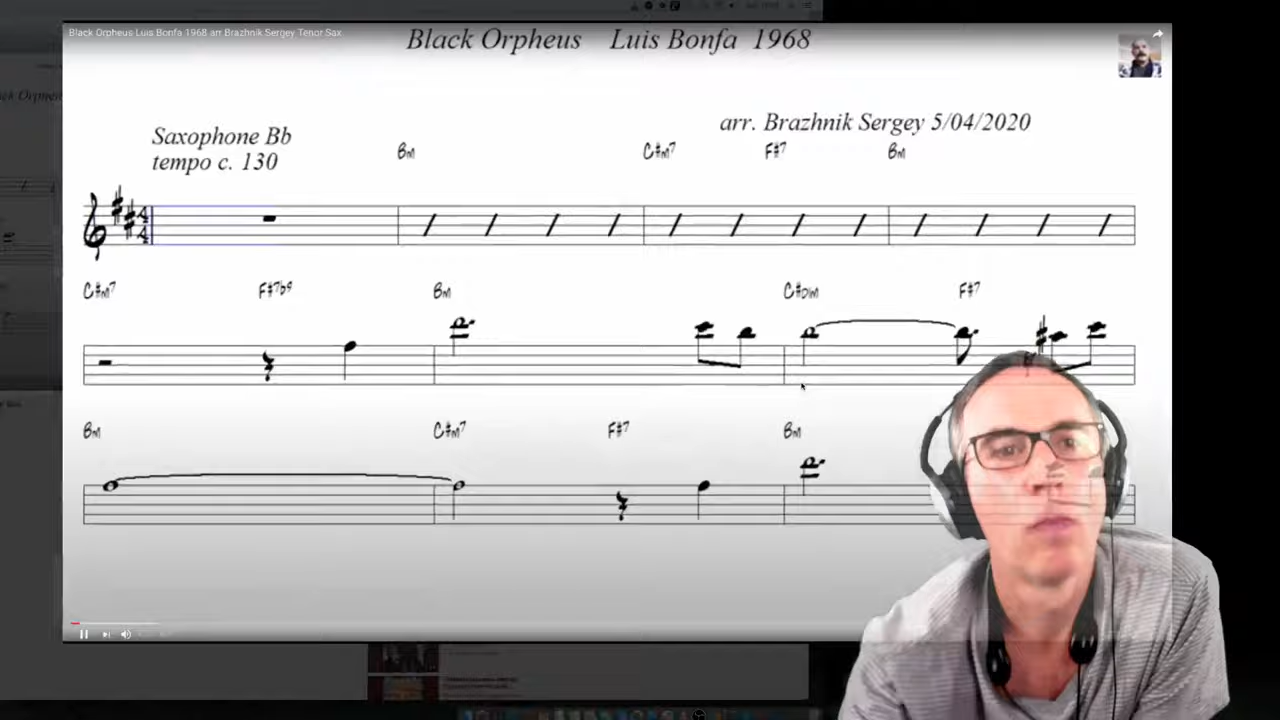 Black Orpheus Luis Bonfa 1968 arr Brazhnik Sergey Tenor Sax
Black Orpheus Luis Bonfa 1968
Saxophone Bb
tempo c. 130
arr. Brazhnik Sergey 5/04/2020
Bm C#m7 F#7 Bm
4
4
C#m7 F#7b9 Bm C#DIM F#7
Bm C#m7 F#7 Bm